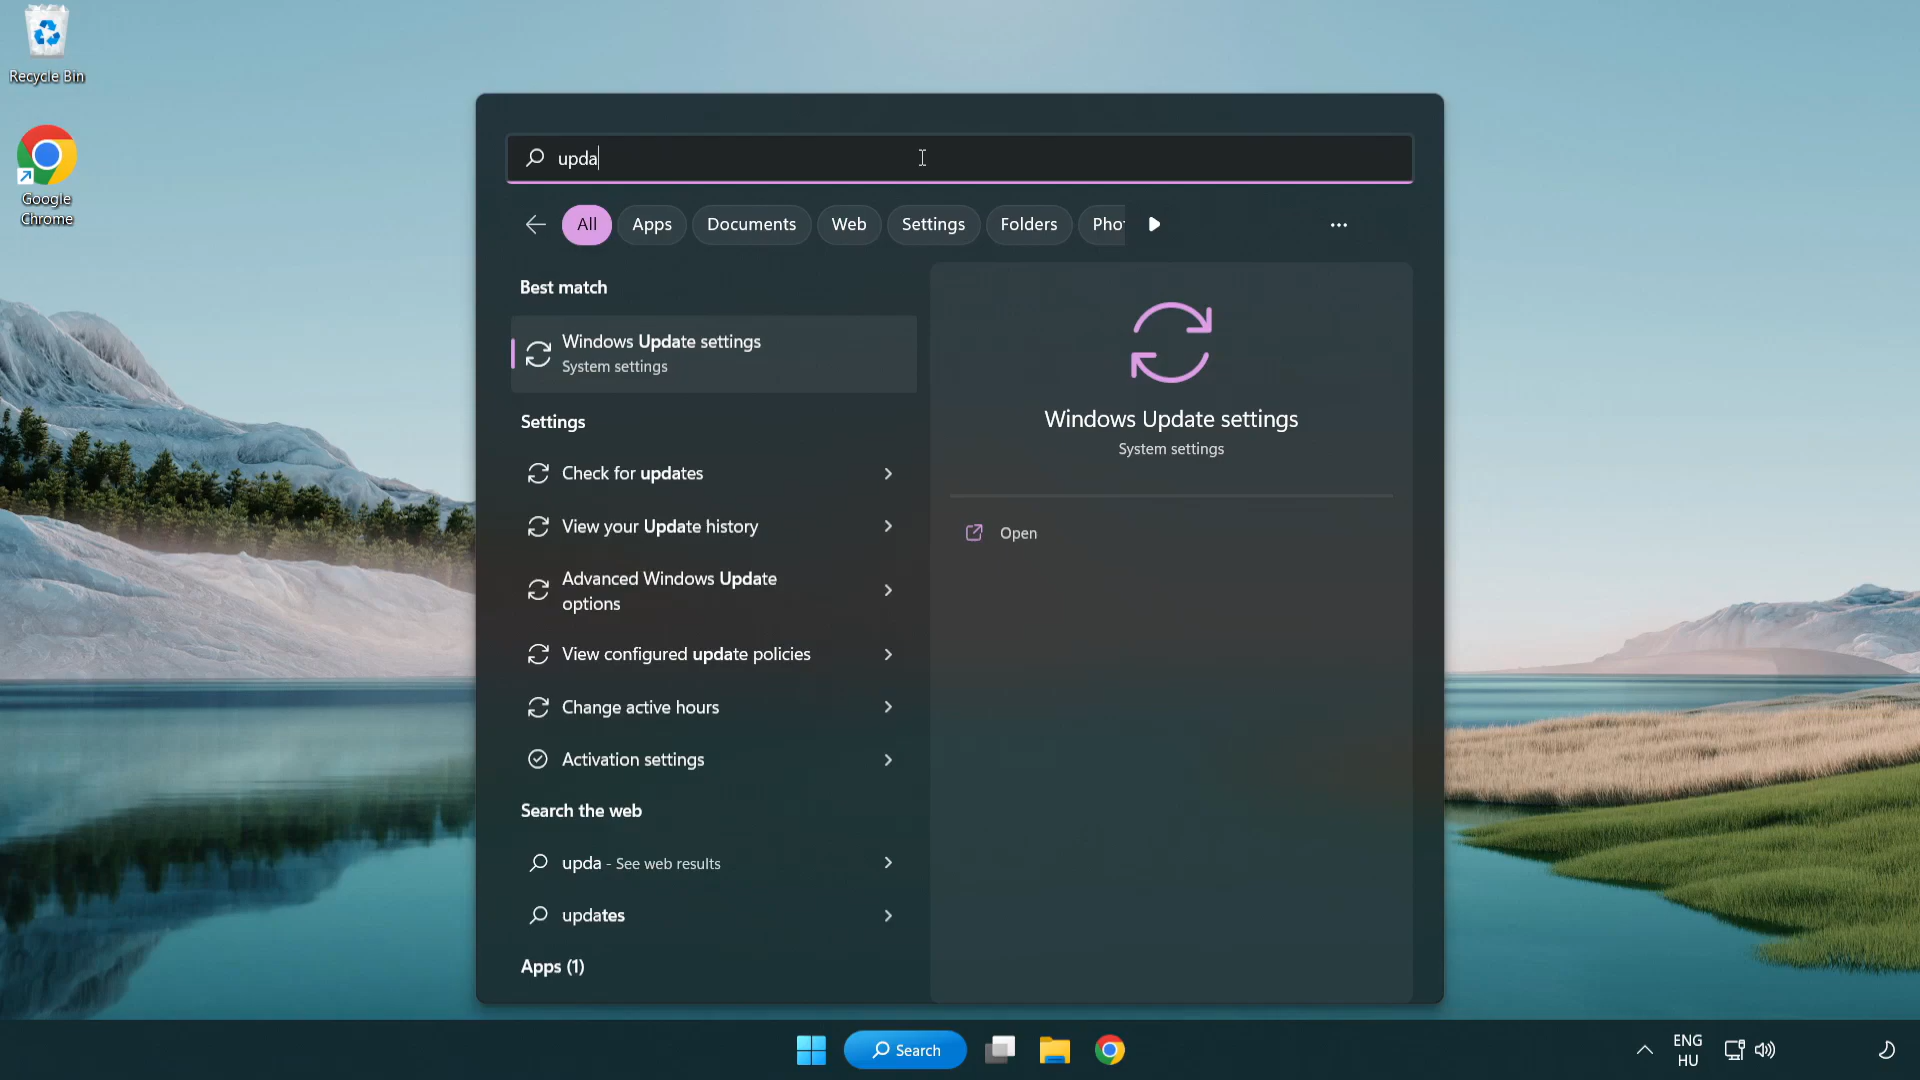 Recycle Bin
Google
Chrome
upda
All
Apps
Documents
Web
Settings
Folders
Pho
Best match
Windows Update settings
System settings
Settings
Check for updates
View your Update history
Advanced Windows Update
options
View configured update policies
Change active hours
Activation settings
Search the web
upda - See web results
updates
Apps (1)
Windows Update settings
System settings
Open
Search
ENG
HU